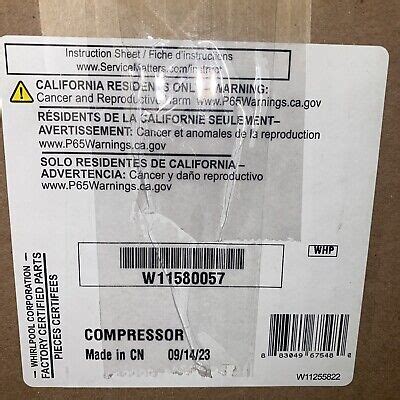 Instruction Sheet / Fiche d'instructions
www.ServiceMatters.com/instruct
CALIFORNIA RESIDENTS ONLY—WARNING:
Cancer and Reproductive Harm www.P65Warnings.ca.gov
RÉSIDENTS DE LA CALIFORNIE SEULEMENT–
AVERTISSEMENT: Cancer et anomales de la reproduction
www.P65Warnings.ca.gov
SOLO RESIDENTES DE CALIFORNIA–
ADVERTENCIA: Cáncer y daño reproductivo
www.P65Warnings.ca.gov
WHIRLPOOL CORPORATION –
FACTORY CERTIFIED PARTS
PIECES CERTIFEES
W11580057
WHP
COMPRESSOR
Made in CN 09/14/23
8 83049 67548 0
W11255822